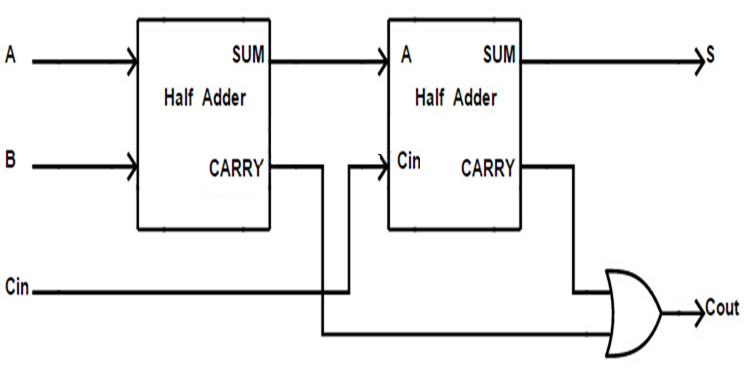 A
SUM
A
SUM
S
Half Adder
Half Adder
B
CARRY
Cin
CARRY
Cin
Cout